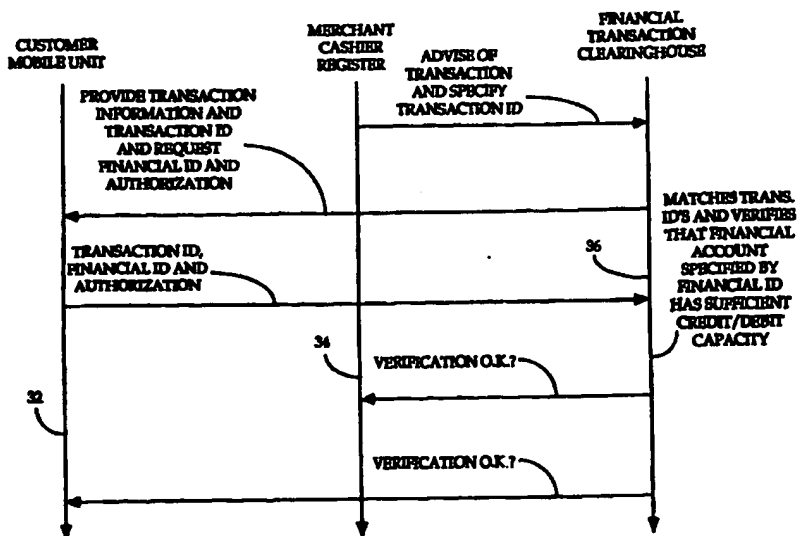 CUSTOMER
MOBILE UNIT
MERCHANT
CASHIER
REGISTER
FINANCIAL
TRANSACTION
CLEARINGHOUSE
ADVISE OF
TRANSACTION
AND SPECIFY
TRANSACTION ID
PROVIDE TRANSACTION
INFORMATION AND
TRANSACTION ID
AND REQUEST
FINANCIAL ID AND
AUTHORIZATION
MATCHES TRANS.
ID'S AND VERIFIES
THAT FINANCIAL
ACCOUNT
SPECIFIED BY
FINANCIAL ID
HAS SUFFICIENT
CREDIT/DEBIT
CAPACITY
TRANSACTION ID,
FINANCIAL ID AND
AUTHORIZATION
36
34
VERIFICATION O.K.?
32
VERIFICATION O.K.?